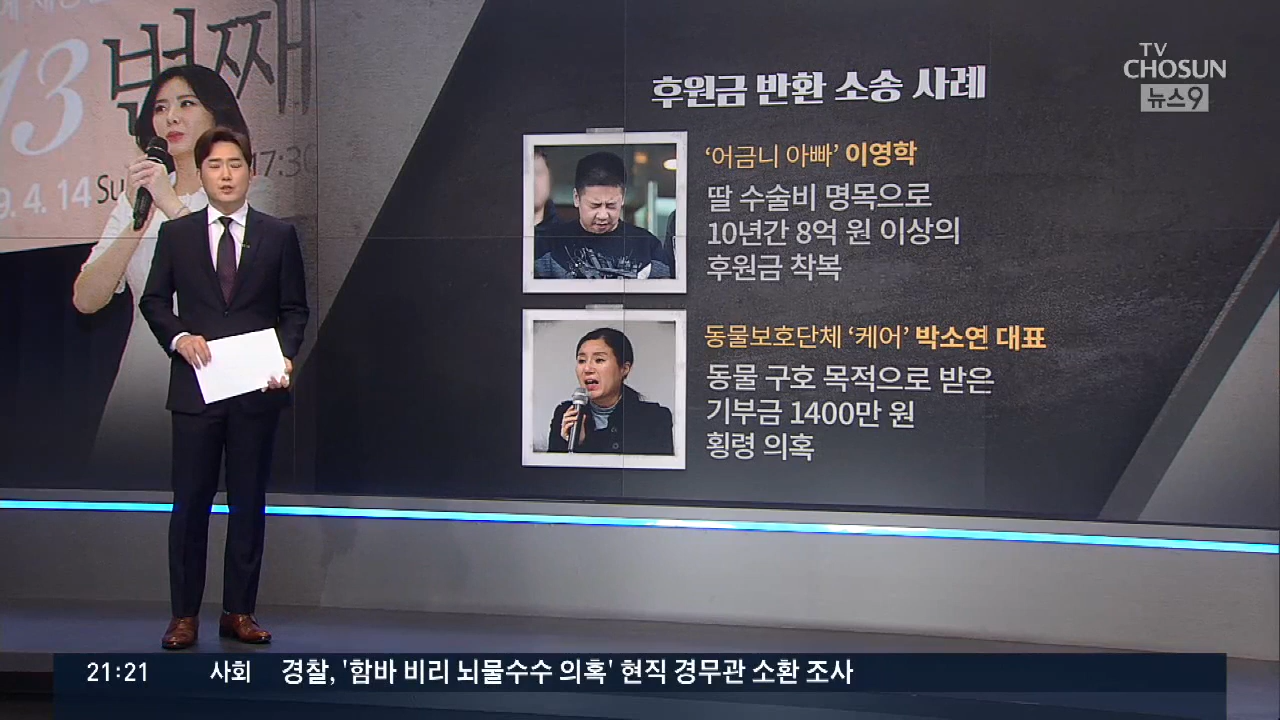 13 번째
17:30
9. 4. 14 Su
TV
CHOSUN
뉴스9
후원금 반환 소송 사례
‘어금니 아빠’ 이영학
딸 수술비 명목으로
10년간 8억 원 이상의
후원금 착복
동물보호단체 ‘케어’ 박소연 대표
동물 구호 목적으로 받은
기부금 1400만 원
횡령 의혹
21:21 사회 경찰, '함바 비리 뇌물수수 의혹' 현직 경무관 소환 조사